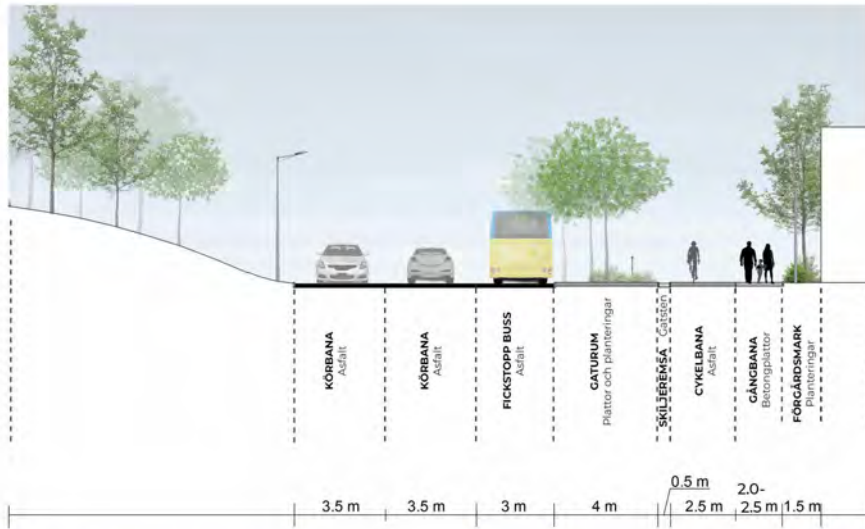 KÖRBANA
Asfalt
KÖRBANA
Asfalt
FICKSTOPP BUSS
Asfalt
GATURUM
Plattor och planteringar
SKILJEREMSA Gatsten
CYKELBANA
Asfalt
GÅNGBANA
Betongplattor
FÖRGÅRDSMARK
Planteringar
3.5 m
3.5 m
3 m
4 m
0.5 m
2.5 m
2.0-
2.5 m
1.5 m